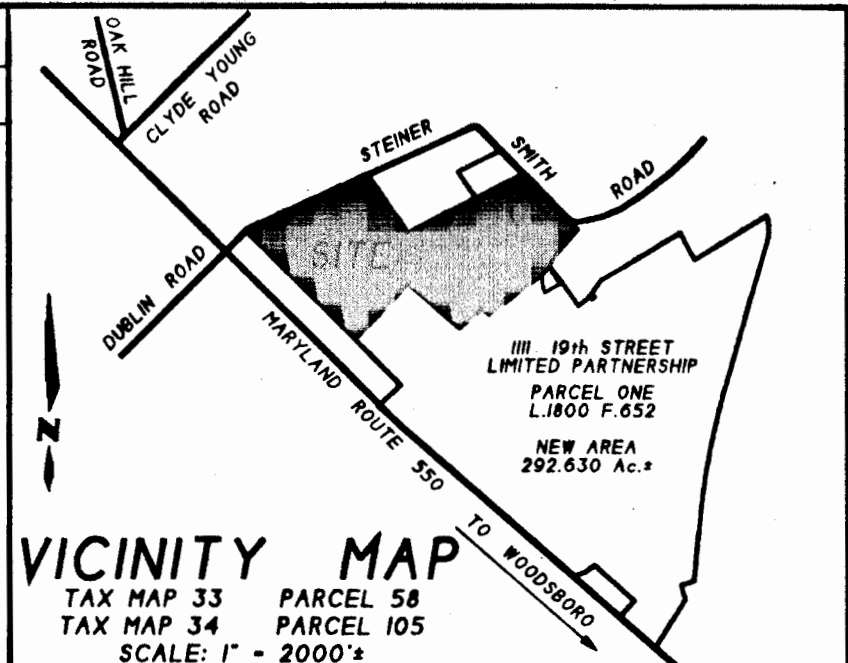 OAK HILL
ROAD
CLYDE YOUNG
ROAD
STEINER
SMITH
ROAD
SITE
DUBLIN ROAD
MARYLAND ROUTE 550
1111 19th STREET
LIMITED PARTNERSHIP
PARCEL ONE
L.1800 F.652
NEW AREA
292.630 Ac.±
N
TO WOODSBORO
VICINITY MAP
TAX MAP 33 PARCEL 58
TAX MAP 34 PARCEL 105
SCALE: 1" - 2000'±